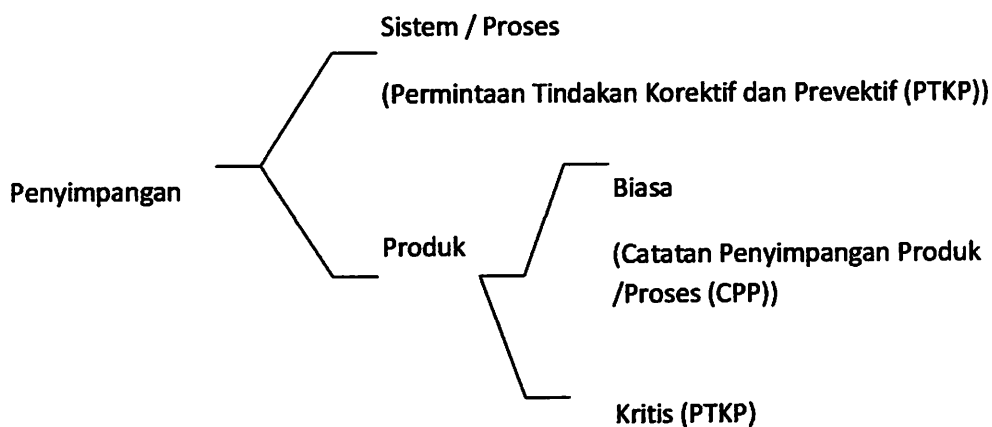 Sistem / Proses
(Permintaan Tindakan Korektif dan Prevektif (PTKP))
Penyimpangan
Biasa
Produk
(Catatan Penyimpangan Produk
/Proses (CPP))
Kritis (PTKP)